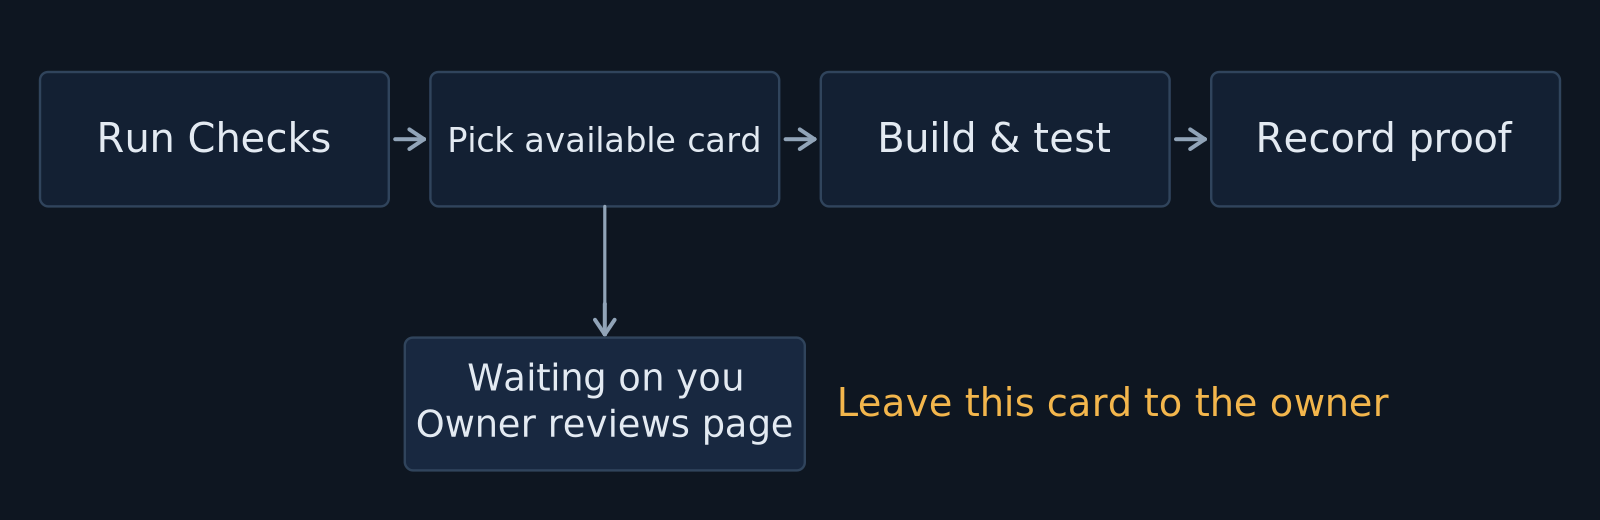 Run Checks
Pick available card
Build & test
Record proof
Waiting on you
Owner reviews page
Leave this card to the owner